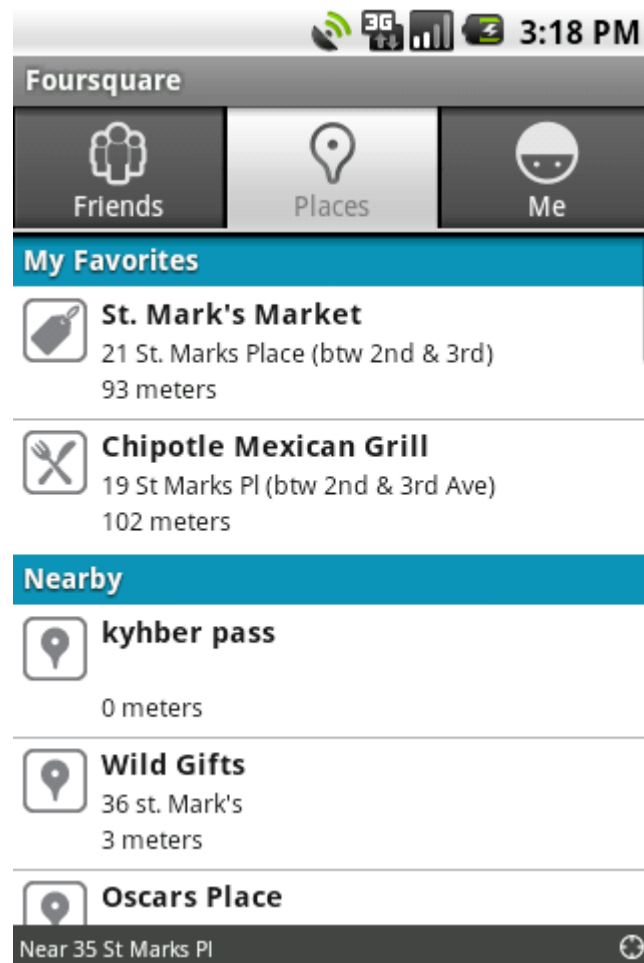 3G 3:18 PM
Foursquare
Friends Places Me
My Favorites
St. Mark's Market
21 St. Marks Place (btw 2nd & 3rd)
93 meters
Chipotle Mexican Grill
19 St Marks Pl (btw 2nd & 3rd Ave)
102 meters
Nearby
kyhber pass
0 meters
Wild Gifts
36 st. Mark's
3 meters
Oscars Place
Near 35 St Marks Pl